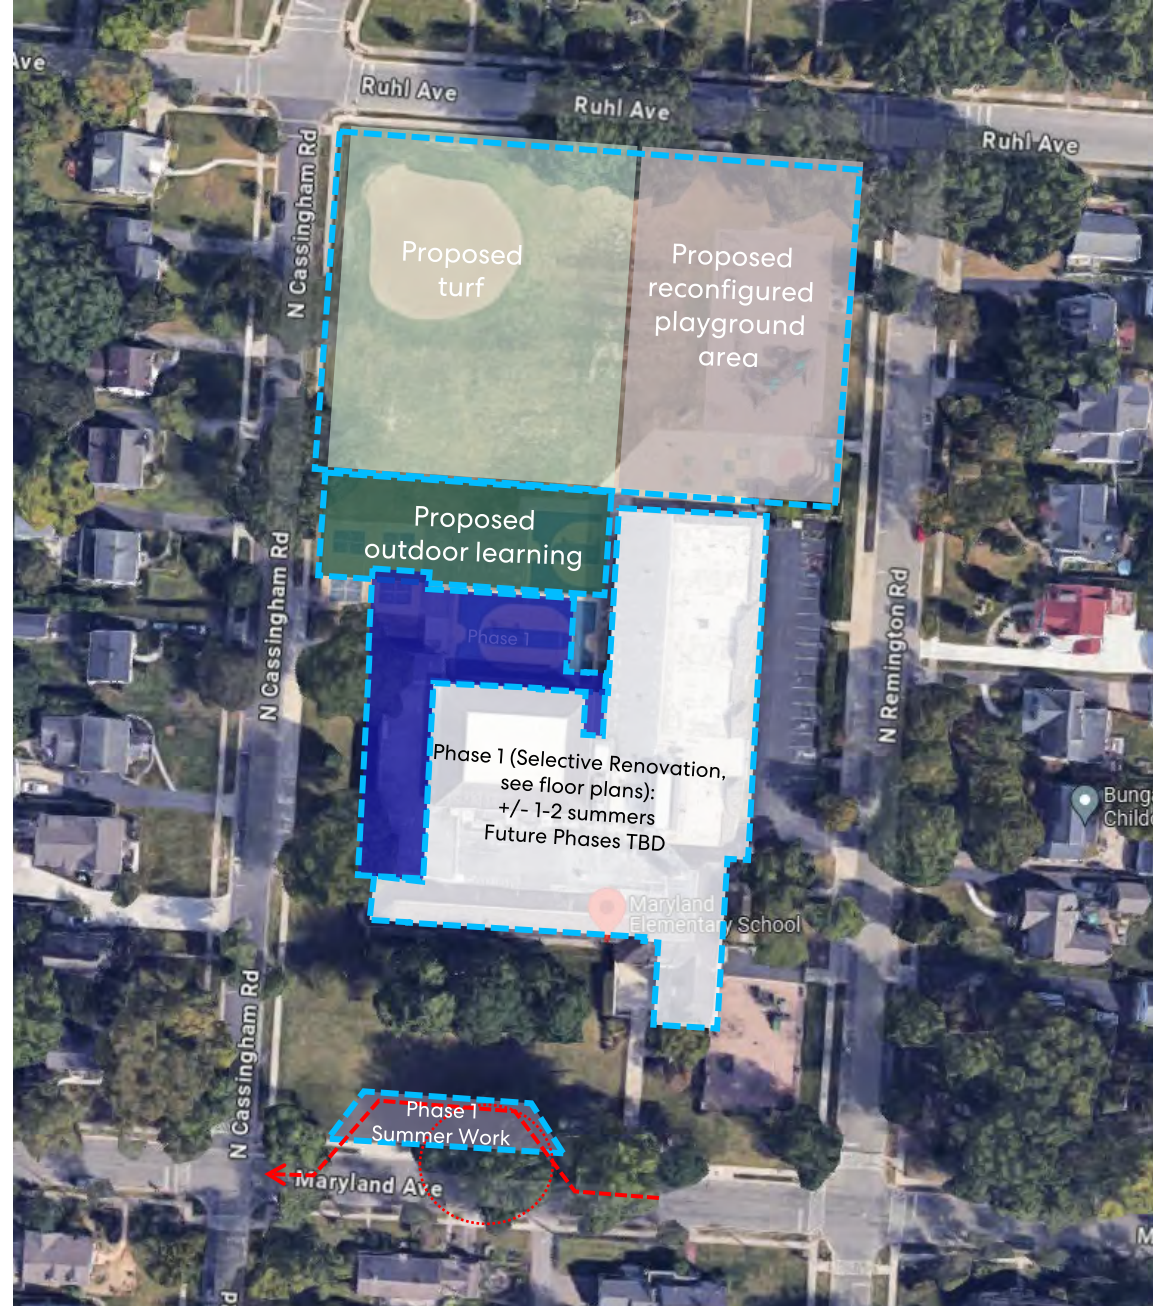 Ave
Ruhl Ave
Ruhl Ave
Ruhl Ave
N Cassingham Rd
Proposed
turf
Proposed
reconfigured
playground
area
Proposed
outdoor learning
N Cassingham Rd
Phase 1
N Remington Rd
Phase 1 (Selective Renovation,
see floor plans):
+/- 1-2 summers
Future Phases TBD
Bunga
Childc
Maryland
Elementary School
N Cassingham Rd
Phase 1
Summer Work
Maryland Ave
M
d